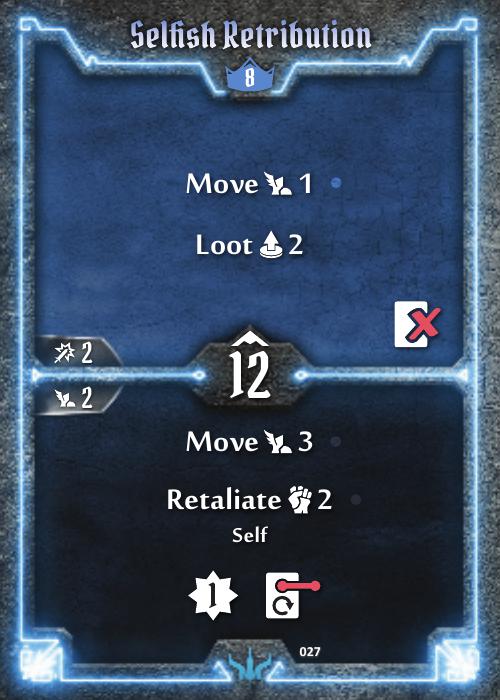 Selfish Retribution
8
Move 1
Loot 2
2
12
2
Move 3
Retaliate 2
Self
1
027